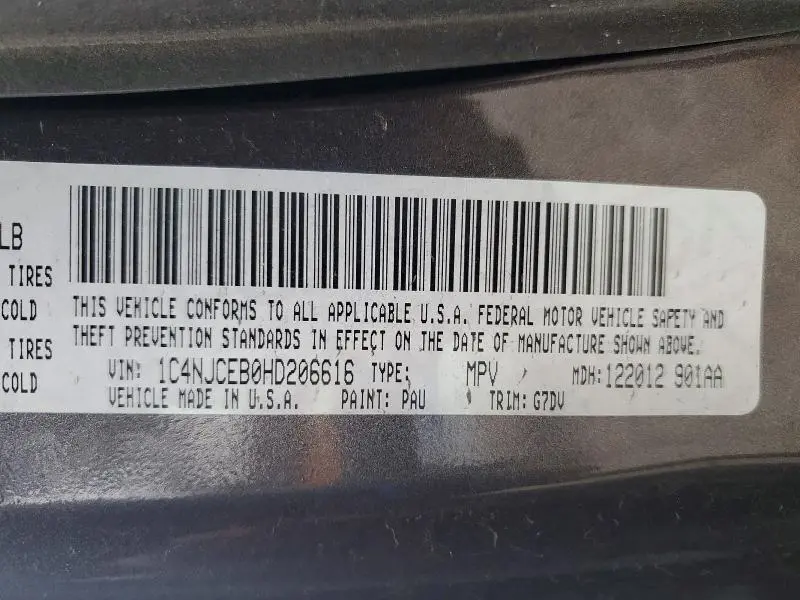 LB
TIRES
COLD
THIS VEHICLE CONFORMS TO ALL APPLICABLE U.S.A. FEDERAL MOTOR VEHICLE SAFETY AND
TIRES
THEFT PREVENTION STANDARDS IN EFFECT ON THE DATE OF MANUFACTURE SHOWN ABOVE.
COLD
VIN: 1C4NJCEB0HD206616 TYPE: MPV MDH:122012 901AA
VEHICLE MADE IN U.S.A. PAINT: PAU TRIM: G7DV